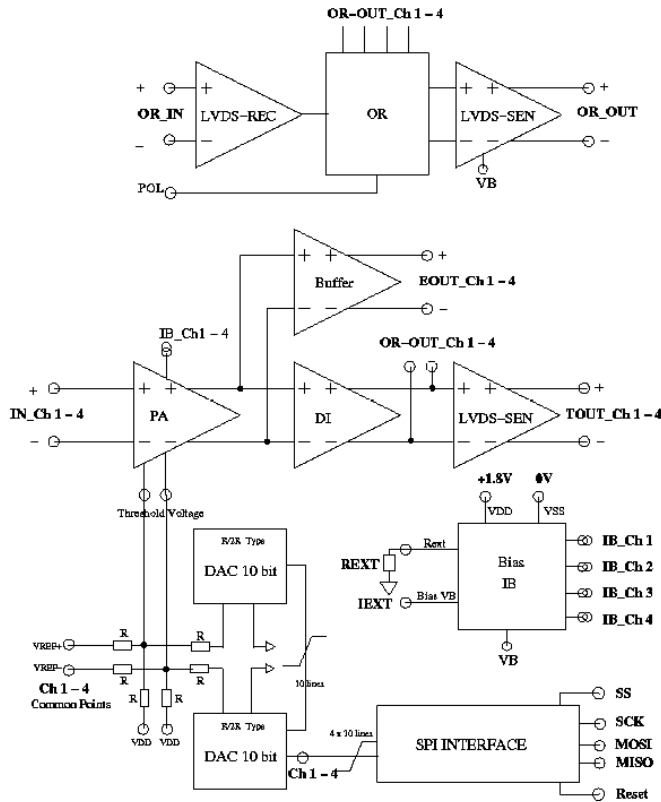 OR-OUT_Ch 1 - 4
+ + + + +
OR_IN LVDS-REC OR LVDS-SEN OR_OUT
- - - - -
POL VB
+ + +
Buffer EOUT_Ch 1 - 4
- - -
IB_Ch1 - 4
OR-OUT_Ch 1 - 4
+ + + + + + + +
IN_Ch 1 - 4 PA DI LVDS-SEN TOUT_Ch 1 - 4
- - - - - - - -
Threshold Voltage
+1.8V 0V
VDD VSS
R/2R Type
DAC 10 bit
REXT Rext
Bias
IB
IEXT Bias VB
IB_Ch 1
IB_Ch 2
IB_Ch 3
IB_Ch 4
VB
VREF+ R R
VREF- R R
Ch 1 - 4
Common Points
R R
VDD VDD
10 lines
R/2R Type
DAC 10 bit
Ch 1 - 4
4 x 10 lines
SPI INTERFACE
SS
SCK
MOSI
MISO
Reset